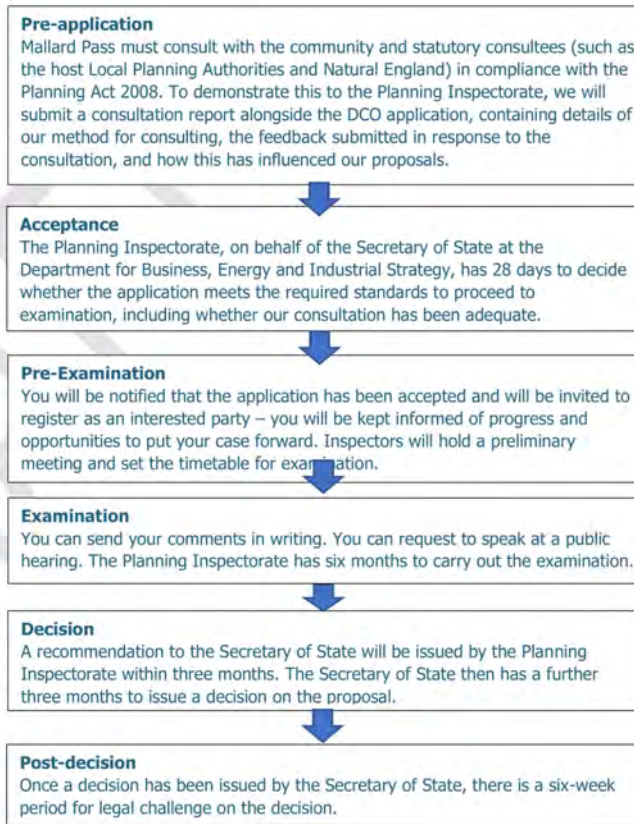 Pre-application
Mallard Pass must consult with the community and statutory consultees (such as
the host Local Planning Authorities and Natural England) in compliance with the
Planning Act 2008. To demonstrate this to the Planning Inspectorate, we will
submit a consultation report alongside the DCO application, containing details of
our method for consulting, the feedback submitted in response to the
consultation, and how this has influenced our proposals.
Acceptance
The Planning Inspectorate, on behalf of the Secretary of State at the
Department for Business, Energy and Industrial Strategy, has 28 days to decide
whether the application meets the required standards to proceed to
examination, including whether our consultation has been adequate.
Pre-Examination
You will be notified that the application has been accepted and will be invited to
register as an interested party – you will be kept informed of progress and
opportunities to put your case forward. Inspectors will hold a preliminary
meeting and set the timetable for examination.
Examination
You can send your comments in writing. You can request to speak at a public
hearing. The Planning Inspectorate has six months to carry out the examination.
Decision
A recommendation to the Secretary of State will be issued by the Planning
Inspectorate within three months. The Secretary of State then has a further
three months to issue a decision on the proposal.
Post-decision
Once a decision has been issued by the Secretary of State, there is a six-week
period for legal challenge on the decision.